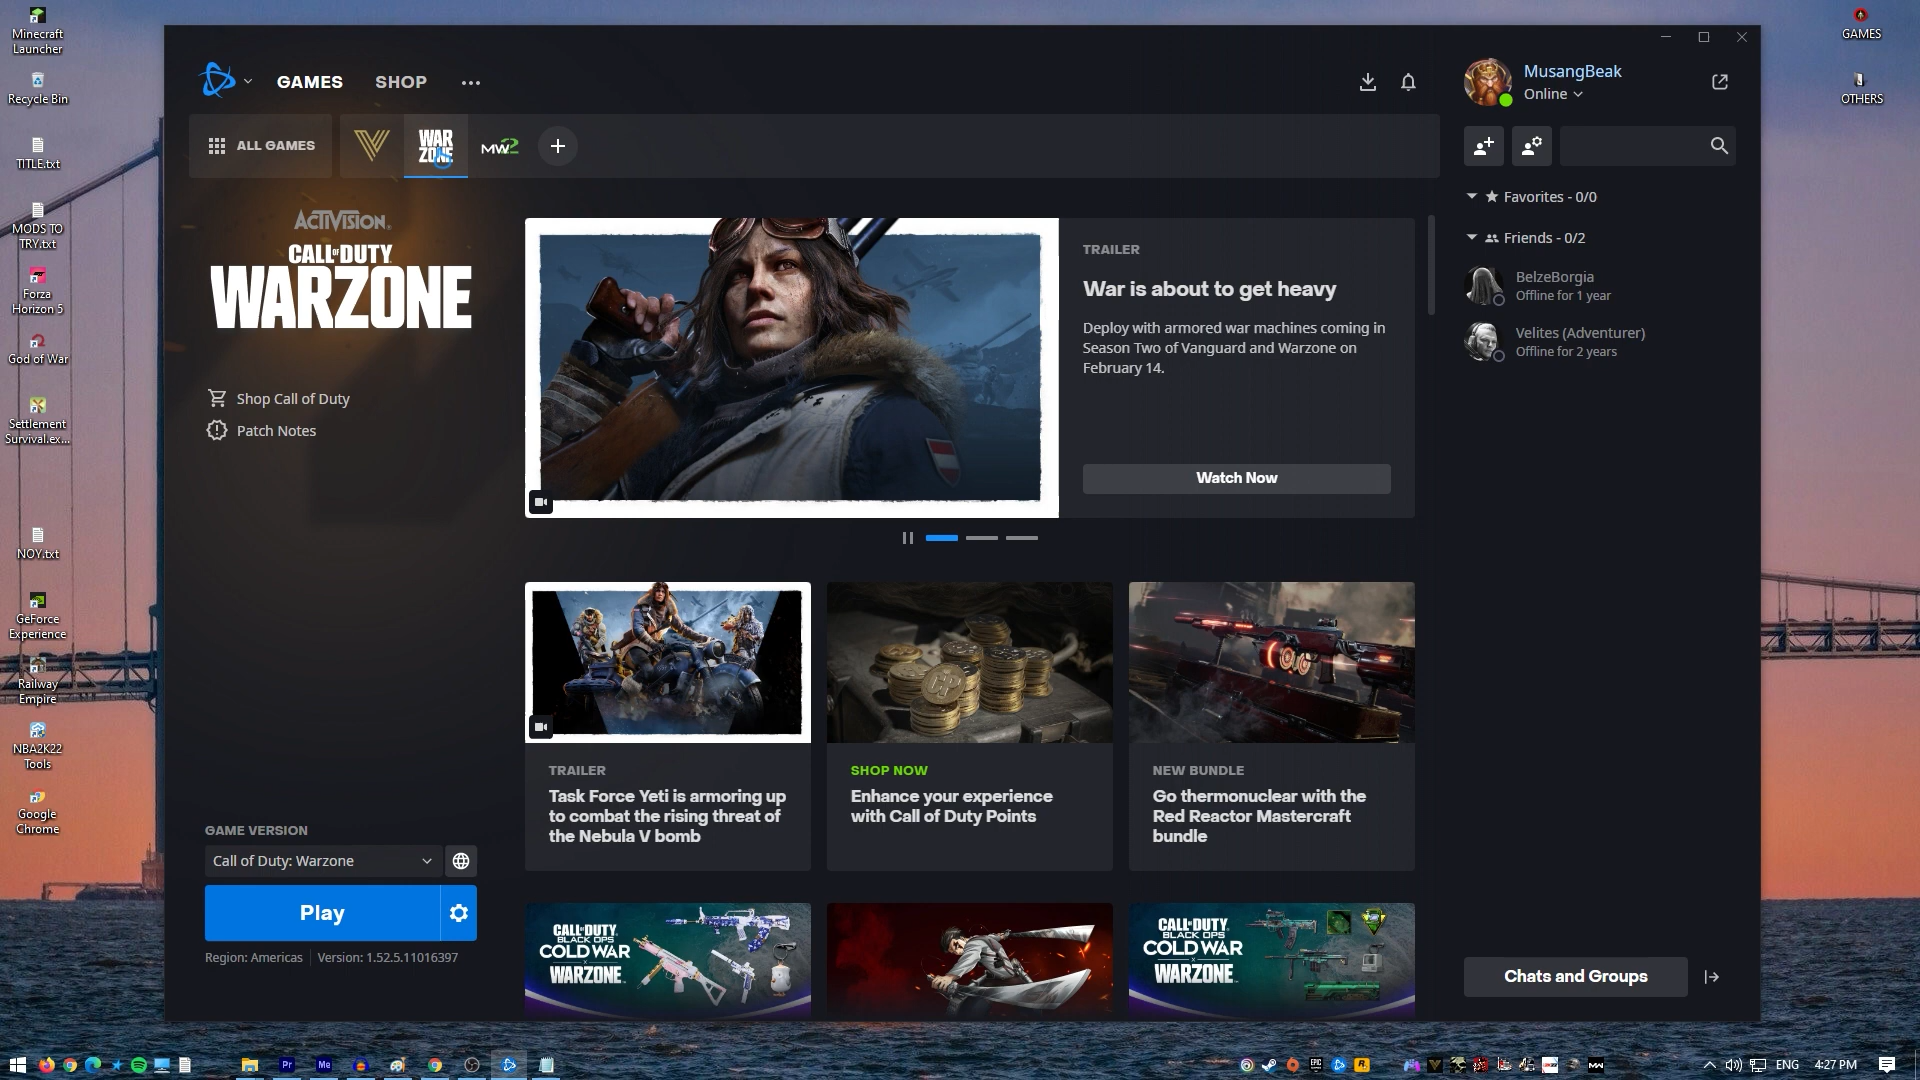 Minecraft
Launcher
Recycle Bin
TITLE.txt
MODS TO
TRY.txt
Forza
Horizon 5
God of War
Settlement
Survival.ex...
NOY.txt
GeForce
Experience
Railway
Empire
NBA2K22
Tools
Google
Chrome
GAMES
OTHERS
GAMES
SHOP
ALL GAMES
WAR
ZONE
MW2
ACTIVISION
CALL OF DUTY
WARZONE
Shop Call of Duty
Patch Notes
GAME VERSION
Call of Duty: Warzone
Play
Region: Americas
Version: 1.52.5.11016397
TRAILER
War is about to get heavy
Deploy with armored war machines coming in
Season Two of Vanguard and Warzone on
February 14.
Watch Now
TRAILER
Task Force Yeti is armoring up
to combat the rising threat of
the Nebula V bomb
SHOP NOW
Enhance your experience
with Call of Duty Points
NEW BUNDLE
Go thermonuclear with the
Red Reactor Mastercraft
bundle
CALL OF DUTY
BLACK OPS
COLD WAR
x
WARZONE
CALL OF DUTY
BLACK OPS
COLD WAR
x
WARZONE
MusangBeak
Online
Favorites - 0/0
Friends - 0/2
BelzeBorgia
Offline for 1 year
Velites (Adventurer)
Offline for 2 years
Chats and Groups
Pr
Me
EPIC
R
MW
ENG
4:27 PM